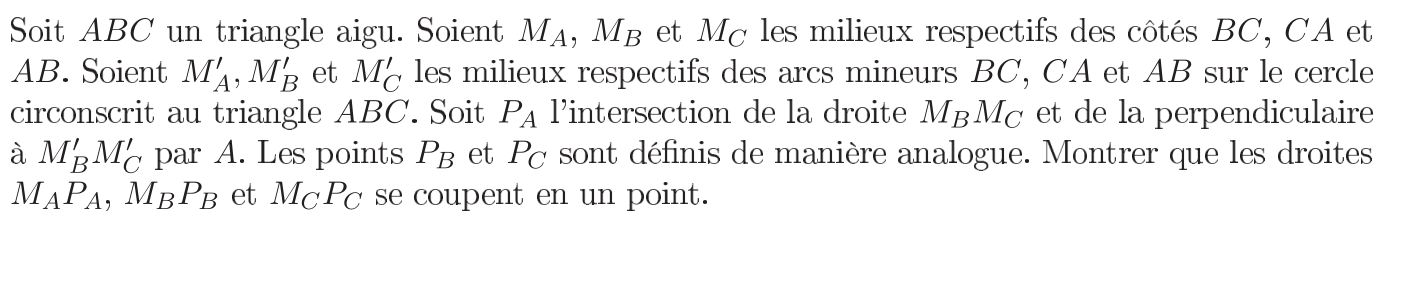 Soit ABC un triangle aigu. Soient M_A, M_B et M_C les milieux respectifs des côtés BC, CA et
AB. Soient M'_A, M'_B et M'_C les milieux respectifs des arcs mineurs BC, CA et AB sur le cercle
circonscrit au triangle ABC. Soit P_A l'intersection de la droite M_BM_C et de la perpendiculaire
à M'_BM'_C par A. Les points P_B et P_C sont définis de manière analogue. Montrer que les droites
M_AP_A, M_BP_B et M_CP_C se coupent en un point.